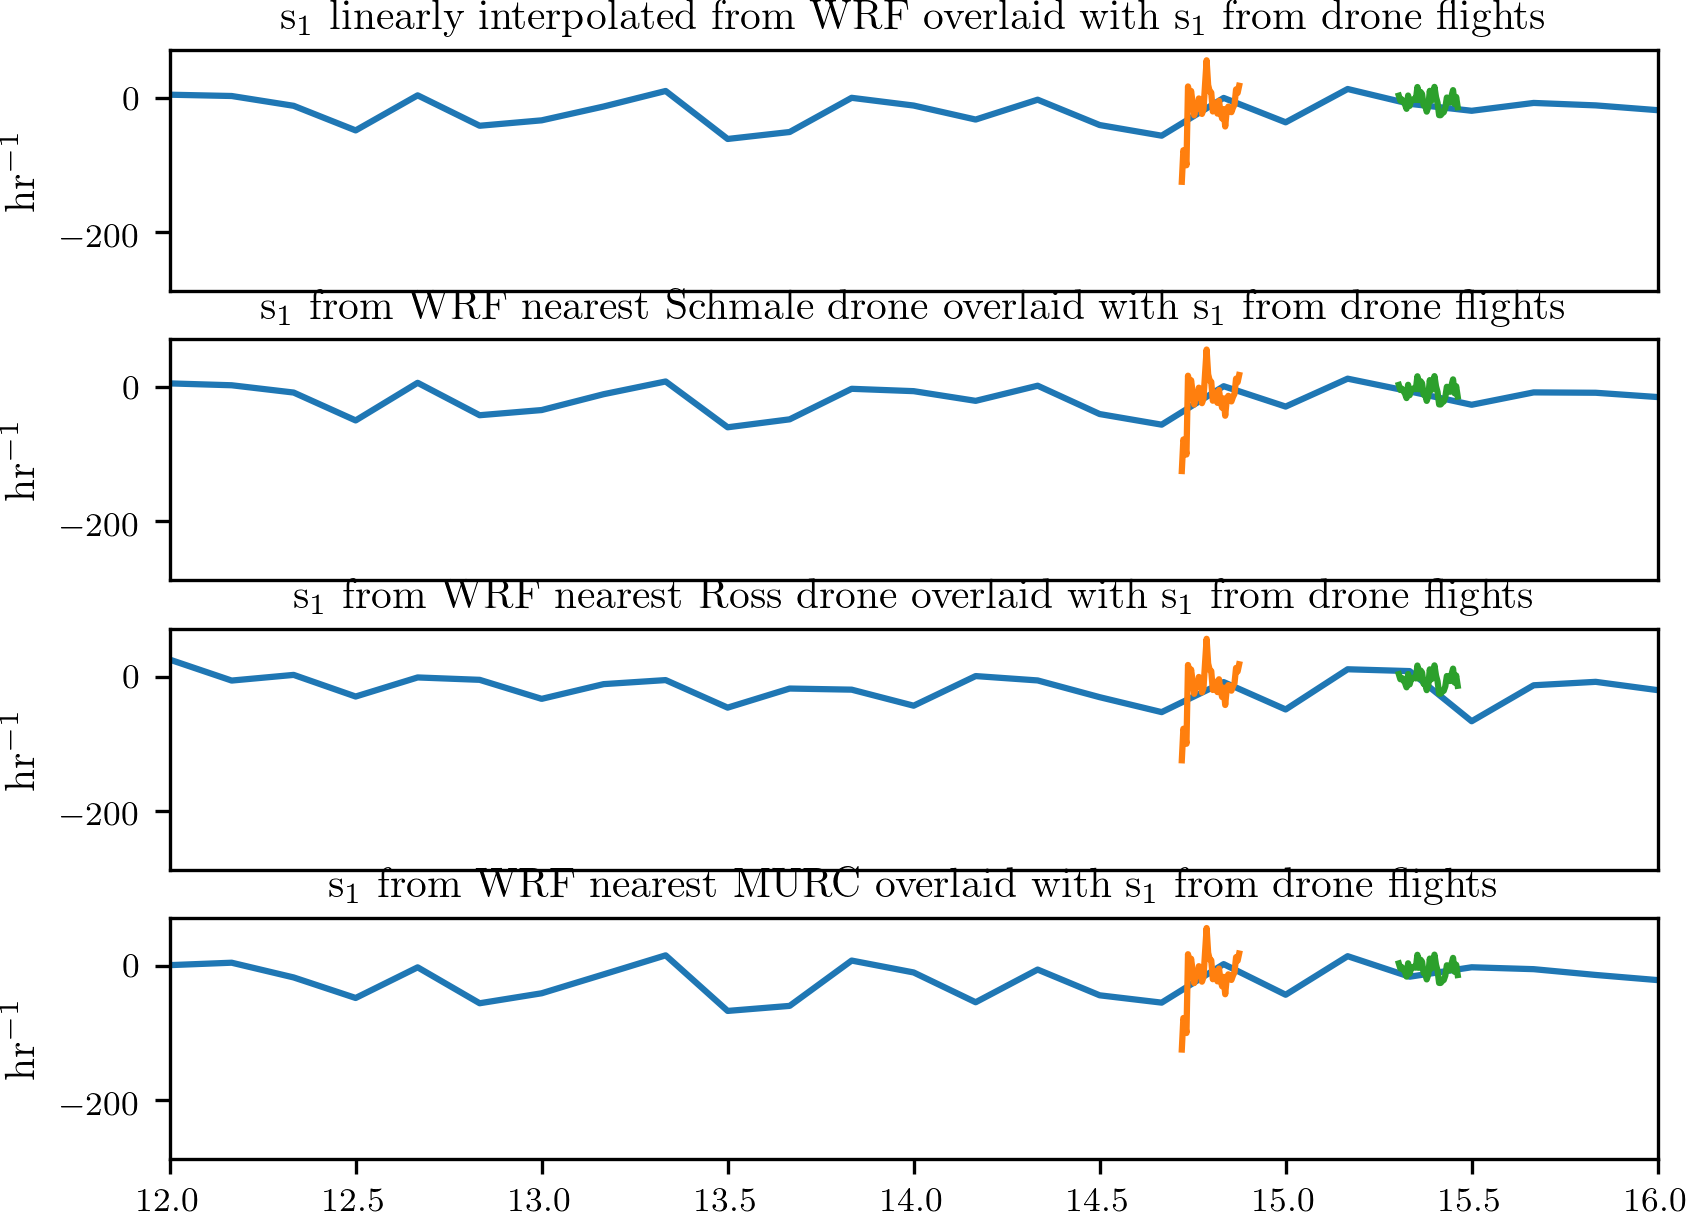 s₁ linearly interpolated from WRF overlaid with s₁ from drone flights
0
hr⁻¹
−200
s₁ from WRF nearest Schmale drone overlaid with s₁ from drone flights
0
hr⁻¹
−200
s₁ from WRF nearest Ross drone overlaid with s₁ from drone flights
0
hr⁻¹
−200
s₁ from WRF nearest MURC overlaid with s₁ from drone flights
0
hr⁻¹
−200
12.0 12.5 13.0 13.5 14.0 14.5 15.0 15.5 16.0